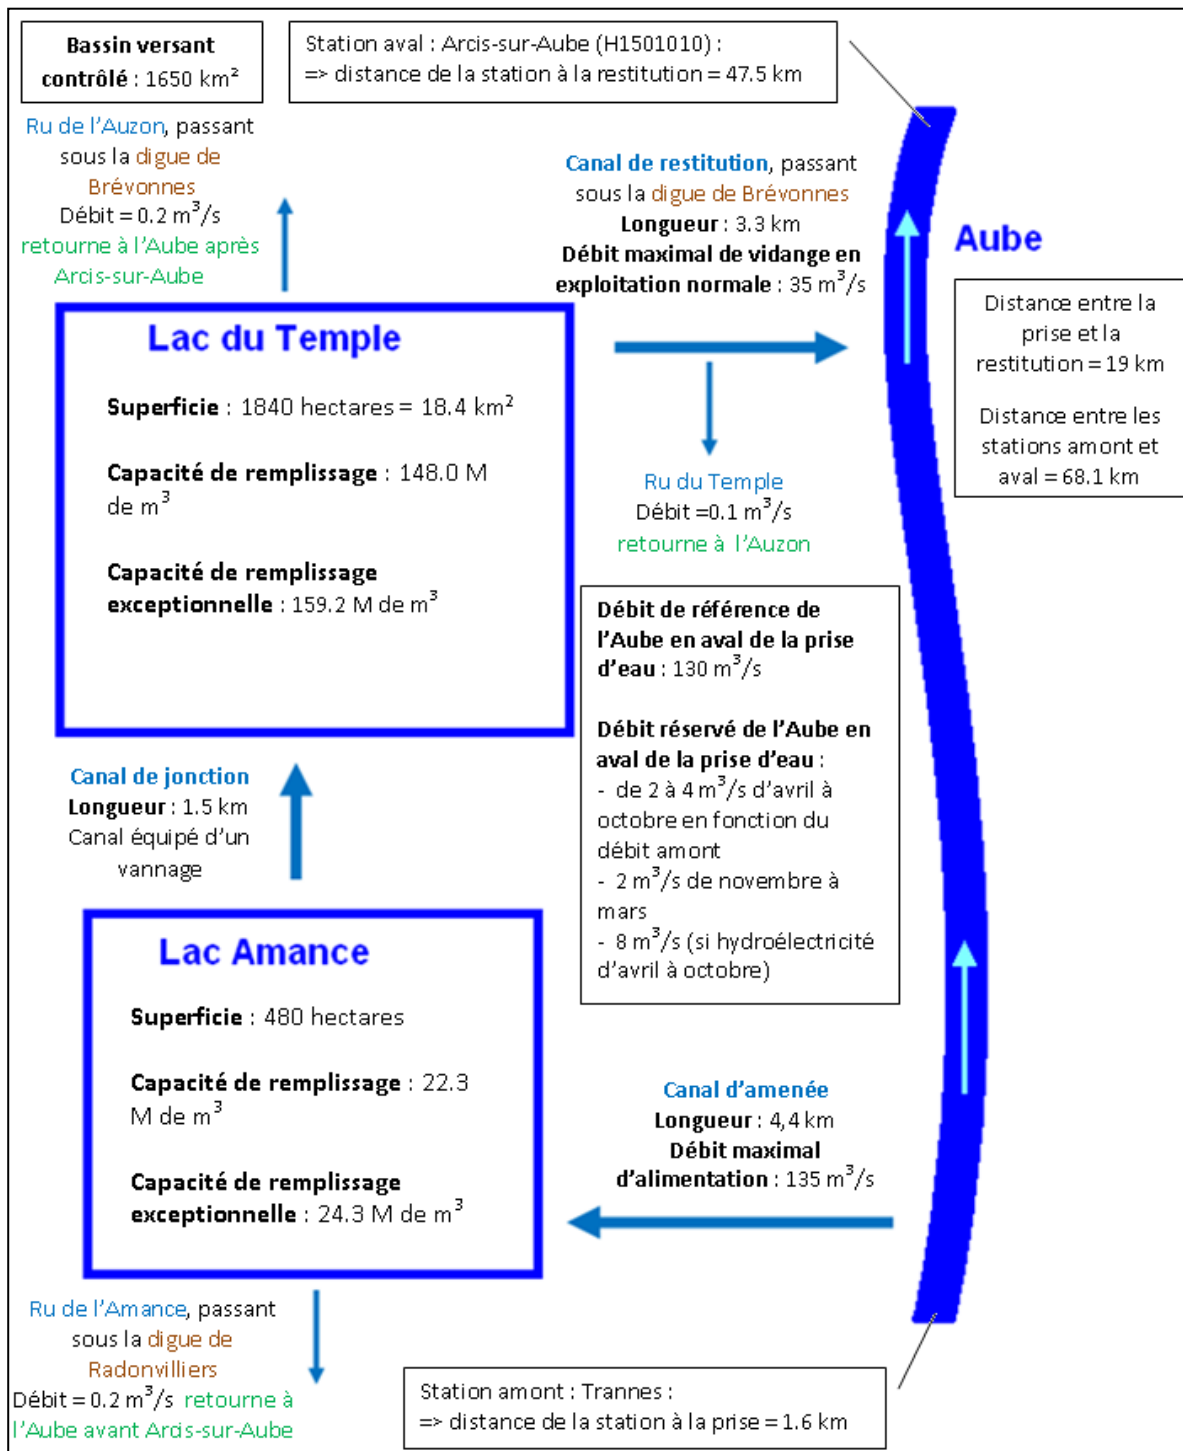 Bassin versant
contrôlé : 1650 km²
Station aval : Arcis-sur-Aube (H1501010) :
=> distance de la station à la restitution = 47.5 km
Ru de l'Auzon, passant
sous la digue de
Brévonnes
Débit = 0.2 m³/s
retourne à l'Aube après
Arcis-sur-Aube
Canal de restitution, passant
sous la digue de Brévonnes
Longueur : 3.3 km
Débit maximal de vidange en
exploitation normale : 35 m³/s
Aube
Distance entre la
prise et la
restitution = 19 km
Distance entre les
stations amont et
aval = 68.1 km
Lac du Temple
Superficie : 1840 hectares = 18.4 km²
Capacité de remplissage : 148.0 M
de m³
Capacité de remplissage
exceptionnelle : 159.2 M de m³
Ru du Temple
Débit =0.1 m³/s
retourne à l'Auzon
Débit de référence de
l'Aube en aval de la prise
d'eau : 130 m³/s
Débit réservé de l'Aube en
aval de la prise d'eau :
- de 2 à 4 m³/s d'avril à
octobre en fonction du
débit amont
- 2 m³/s de novembre à
mars
- 8 m³/s (si hydroélectricité
d'avril à octobre)
Canal de jonction
Longueur : 1.5 km
Canal équipé d'un
vannage
Lac Amance
Superficie : 480 hectares
Capacité de remplissage : 22.3
M de m³
Capacité de remplissage
exceptionnelle : 24.3 M de m³
Canal d'amenée
Longueur : 4,4 km
Débit maximal
d'alimentation : 135 m³/s
Ru de l'Amance, passant
sous la digue de
Radonvilliers
Débit = 0.2 m³/s retourne à
l'Aube avant Arcis-sur-Aube
Station amont : Trannes :
=> distance de la station à la prise = 1.6 km